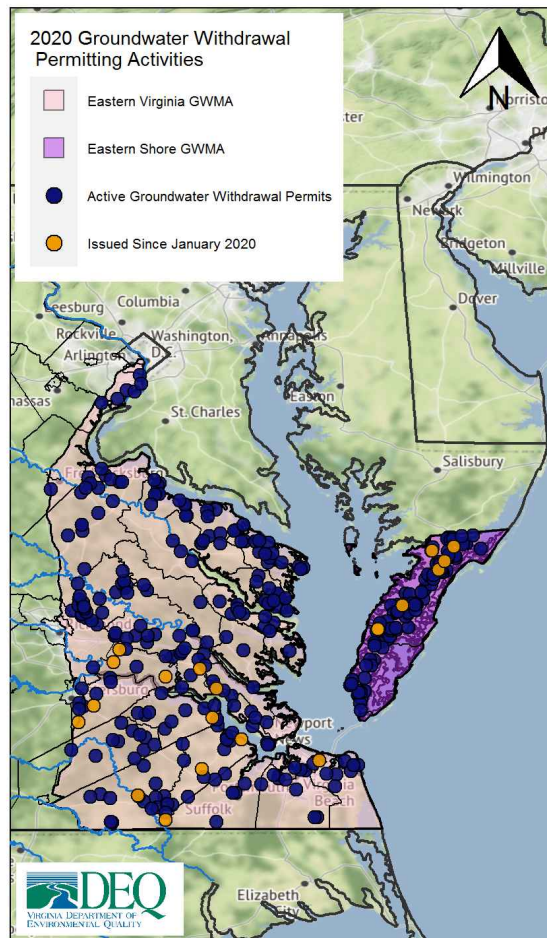 2020 Groundwater Withdrawal
Permitting Activities
Eastern Virginia GWMA
Eastern Shore GWMA
Active Groundwater Withdrawal Permits
Issued Since January 2020
N
Wilmington
Newark
Bridgeton
Millville
Dover
Columbia
Leesburg
Rockville
Washington,
Arlington
D.C.
Annapolis
Easton
St. Charles
Salisbury
Fredericksburg
Newport
News
Virginia
Beach
Suffolk
Elizabeth
City
DEQ
VIRGINIA DEPARTMENT OF
ENVIRONMENTAL QUALITY